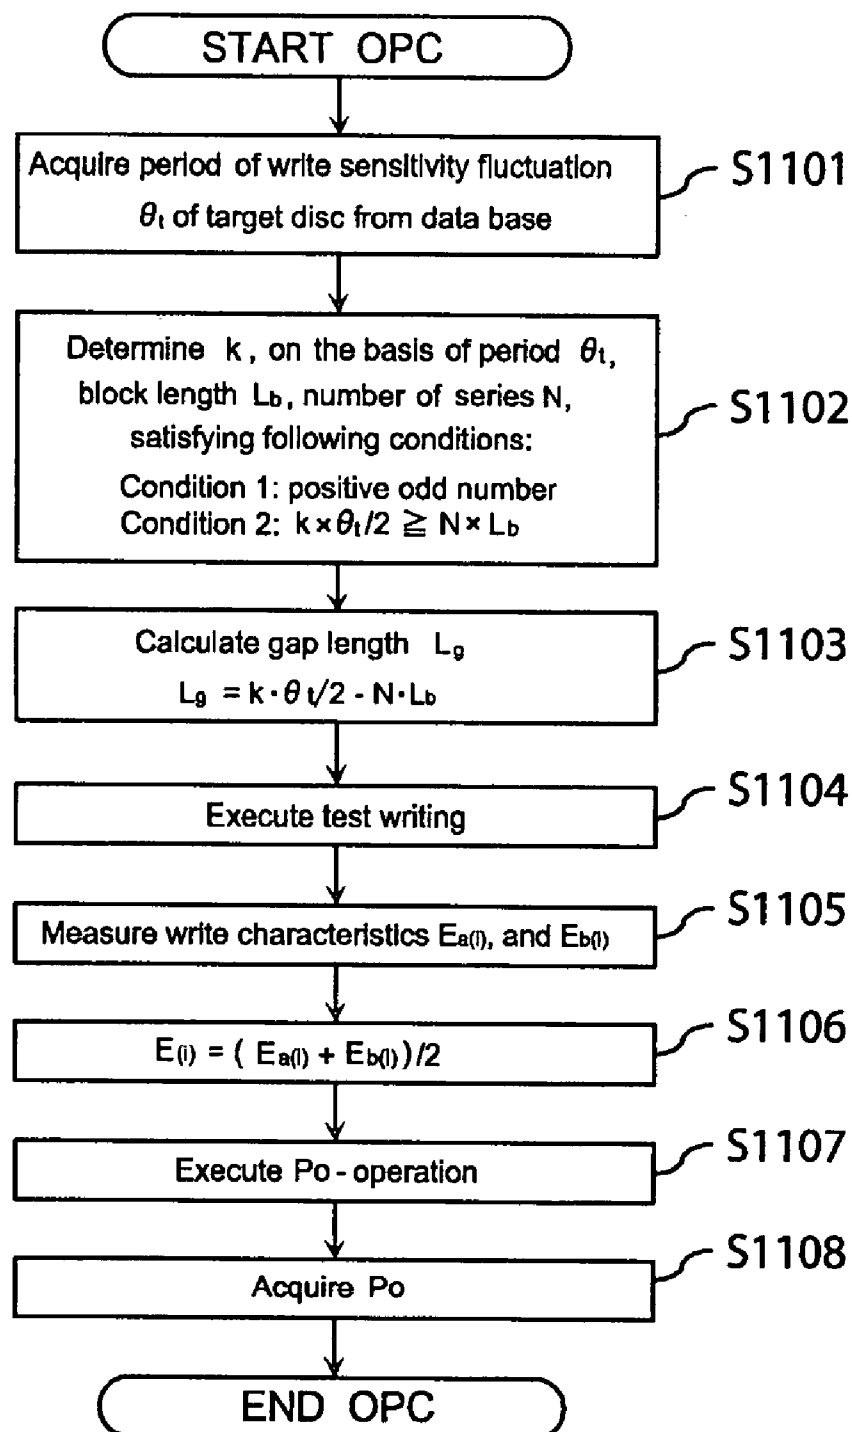 START OPC
Acquire period of write sensitivity fluctuation
θt of target disc from data base
S1101
Determine k, on the basis of period θt,
block length Lb, number of series N,
satisfying following conditions:
Condition 1: positive odd number
Condition 2: k×θt/2 ≧ N×Lb
S1102
Calculate gap length Lg
Lg = k·θt/2 - N·Lb
S1103
Execute test writing
S1104
Measure write characteristics Ea(i), and Eb(i)
S1105
E(i) = ( Ea(i) + Eb(i) )/2
S1106
Execute Po - operation
S1107
Acquire Po
S1108
END OPC